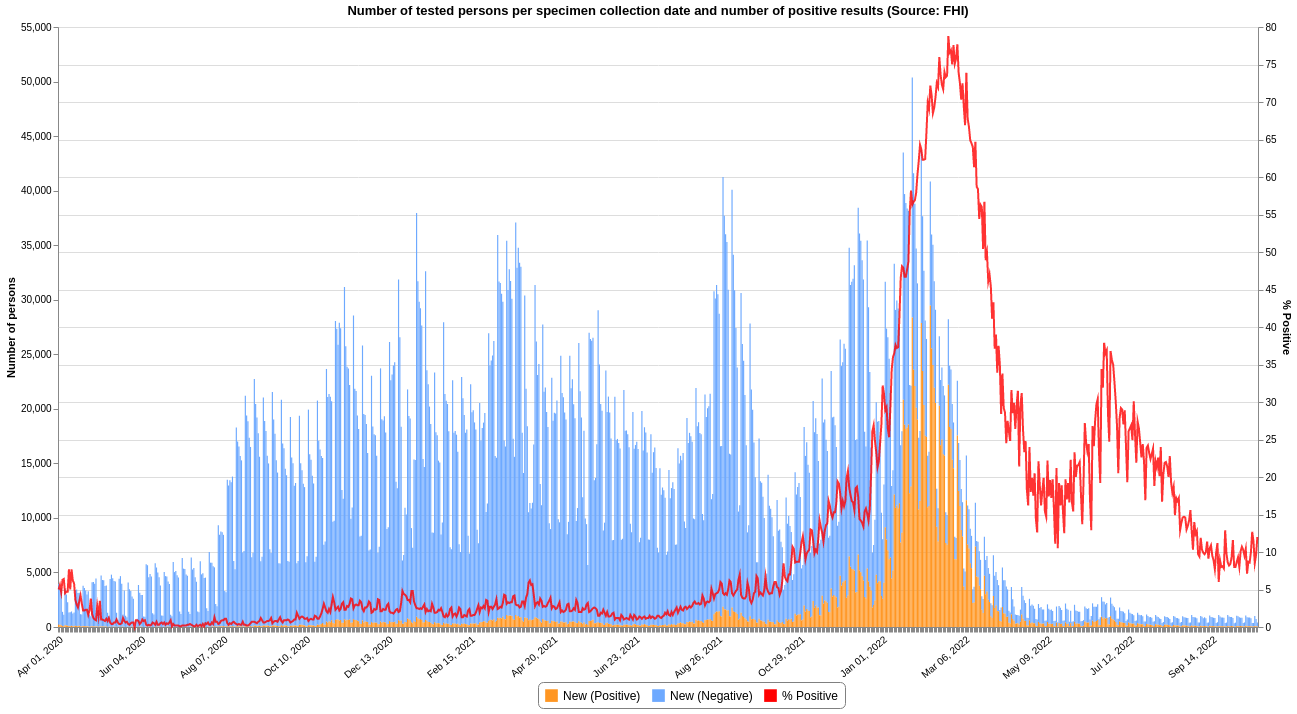 Number of tested persons per specimen collection date and number of positive results (Source: FHI)
55,000
50,000
45,000
40,000
35,000
30,000
25,000
20,000
15,000
10,000
5,000
0
Number of persons
80
75
70
65
60
55
50
45
40
35
30
25
20
15
10
5
0
% Positive
Apr 01, 2020
Jun 04, 2020
Aug 07, 2020
Oct 10, 2020
Dec 13, 2020
Feb 15, 2021
Apr 20, 2021
Jun 23, 2021
Aug 26, 2021
Oct 29, 2021
Jan 01, 2022
Mar 06, 2022
May 09, 2022
Jul 12, 2022
Sep 14, 2022
New (Positive) New (Negative) % Positive